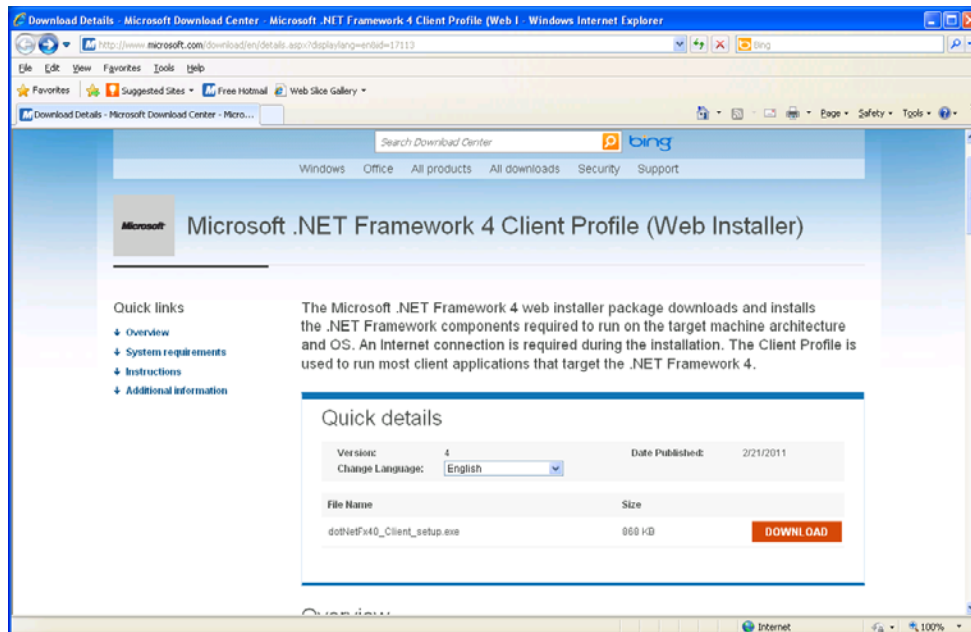 Download Details - Microsoft Download Center - Microsoft .NET Framework 4 Client Profile (Web I - Windows Internet Explorer
http://www.microsoft.com/download/en/details.aspx?displaylang=en&id=17113
Bing
File Edit View Favorites Tools Help
Favorites Suggested Sites Free Hotmail Web Slice Gallery
Download Details - Microsoft Download Center - Micro...
Page Safety Tools
Search Download Center
bing
Windows Office All products All downloads Security Support
Microsoft
Microsoft .NET Framework 4 Client Profile (Web Installer)
Quick links
Overview
System requirements
Instructions
Additional information
The Microsoft .NET Framework 4 web installer package downloads and installs
the .NET Framework components required to run on the target machine architecture
and OS. An Internet connection is required during the installation. The Client Profile is
used to run most client applications that target the .NET Framework 4.
Quick details
Version: 4 Date Published: 2/21/2011
Change Language: English
File Name Size
dotNetFx40_Client_setup.exe 868 KB DOWNLOAD
Overview
Internet 100%